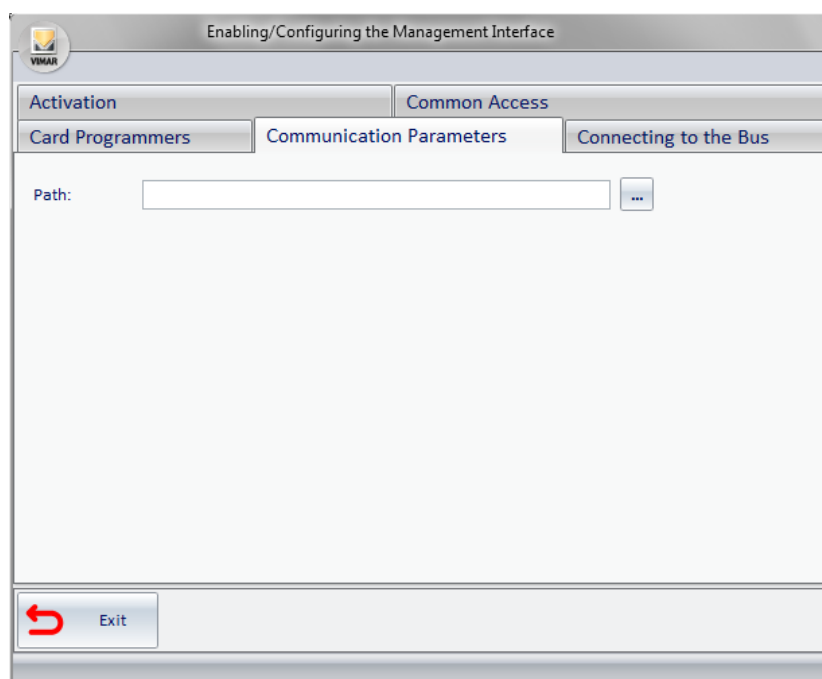 Enabling/Configuring the Management Interface
VIMAR
Activation
Common Access
Card Programmers
Communication Parameters
Connecting to the Bus
Path:
...
Exit